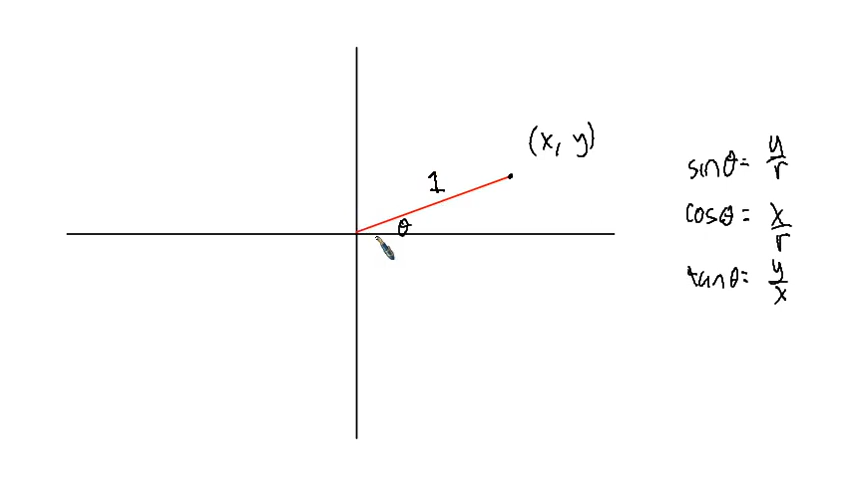 (x, y)
1
θ
sinθ = y/r
cosθ = x/r
tanθ = y/x